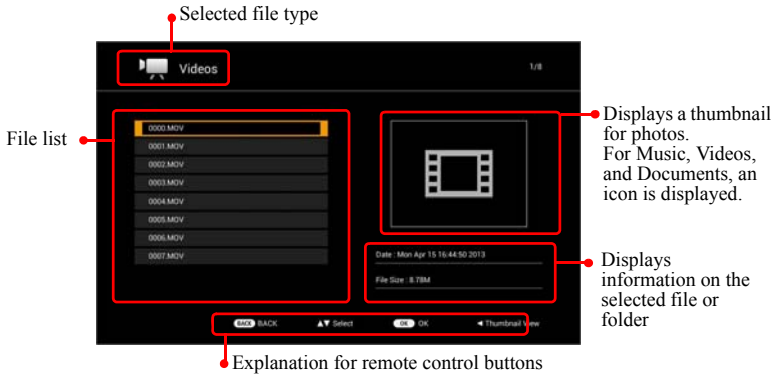 Selected file type
Videos
1/8
File list
0000.MOV
0001.MOV
0002.MOV
0003.MOV
0004.MOV
0005.MOV
0006.MOV
0007.MOV
Displays a thumbnail
for photos.
For Music, Videos,
and Documents, an
icon is displayed.
Date : Mon Apr 15 16:44:50 2013
File Size : 8.78M
Displays
information on the
selected file or
folder
BACK BACK ▲▼ Select OK OK ◄ Thumbnail View
Explanation for remote control buttons